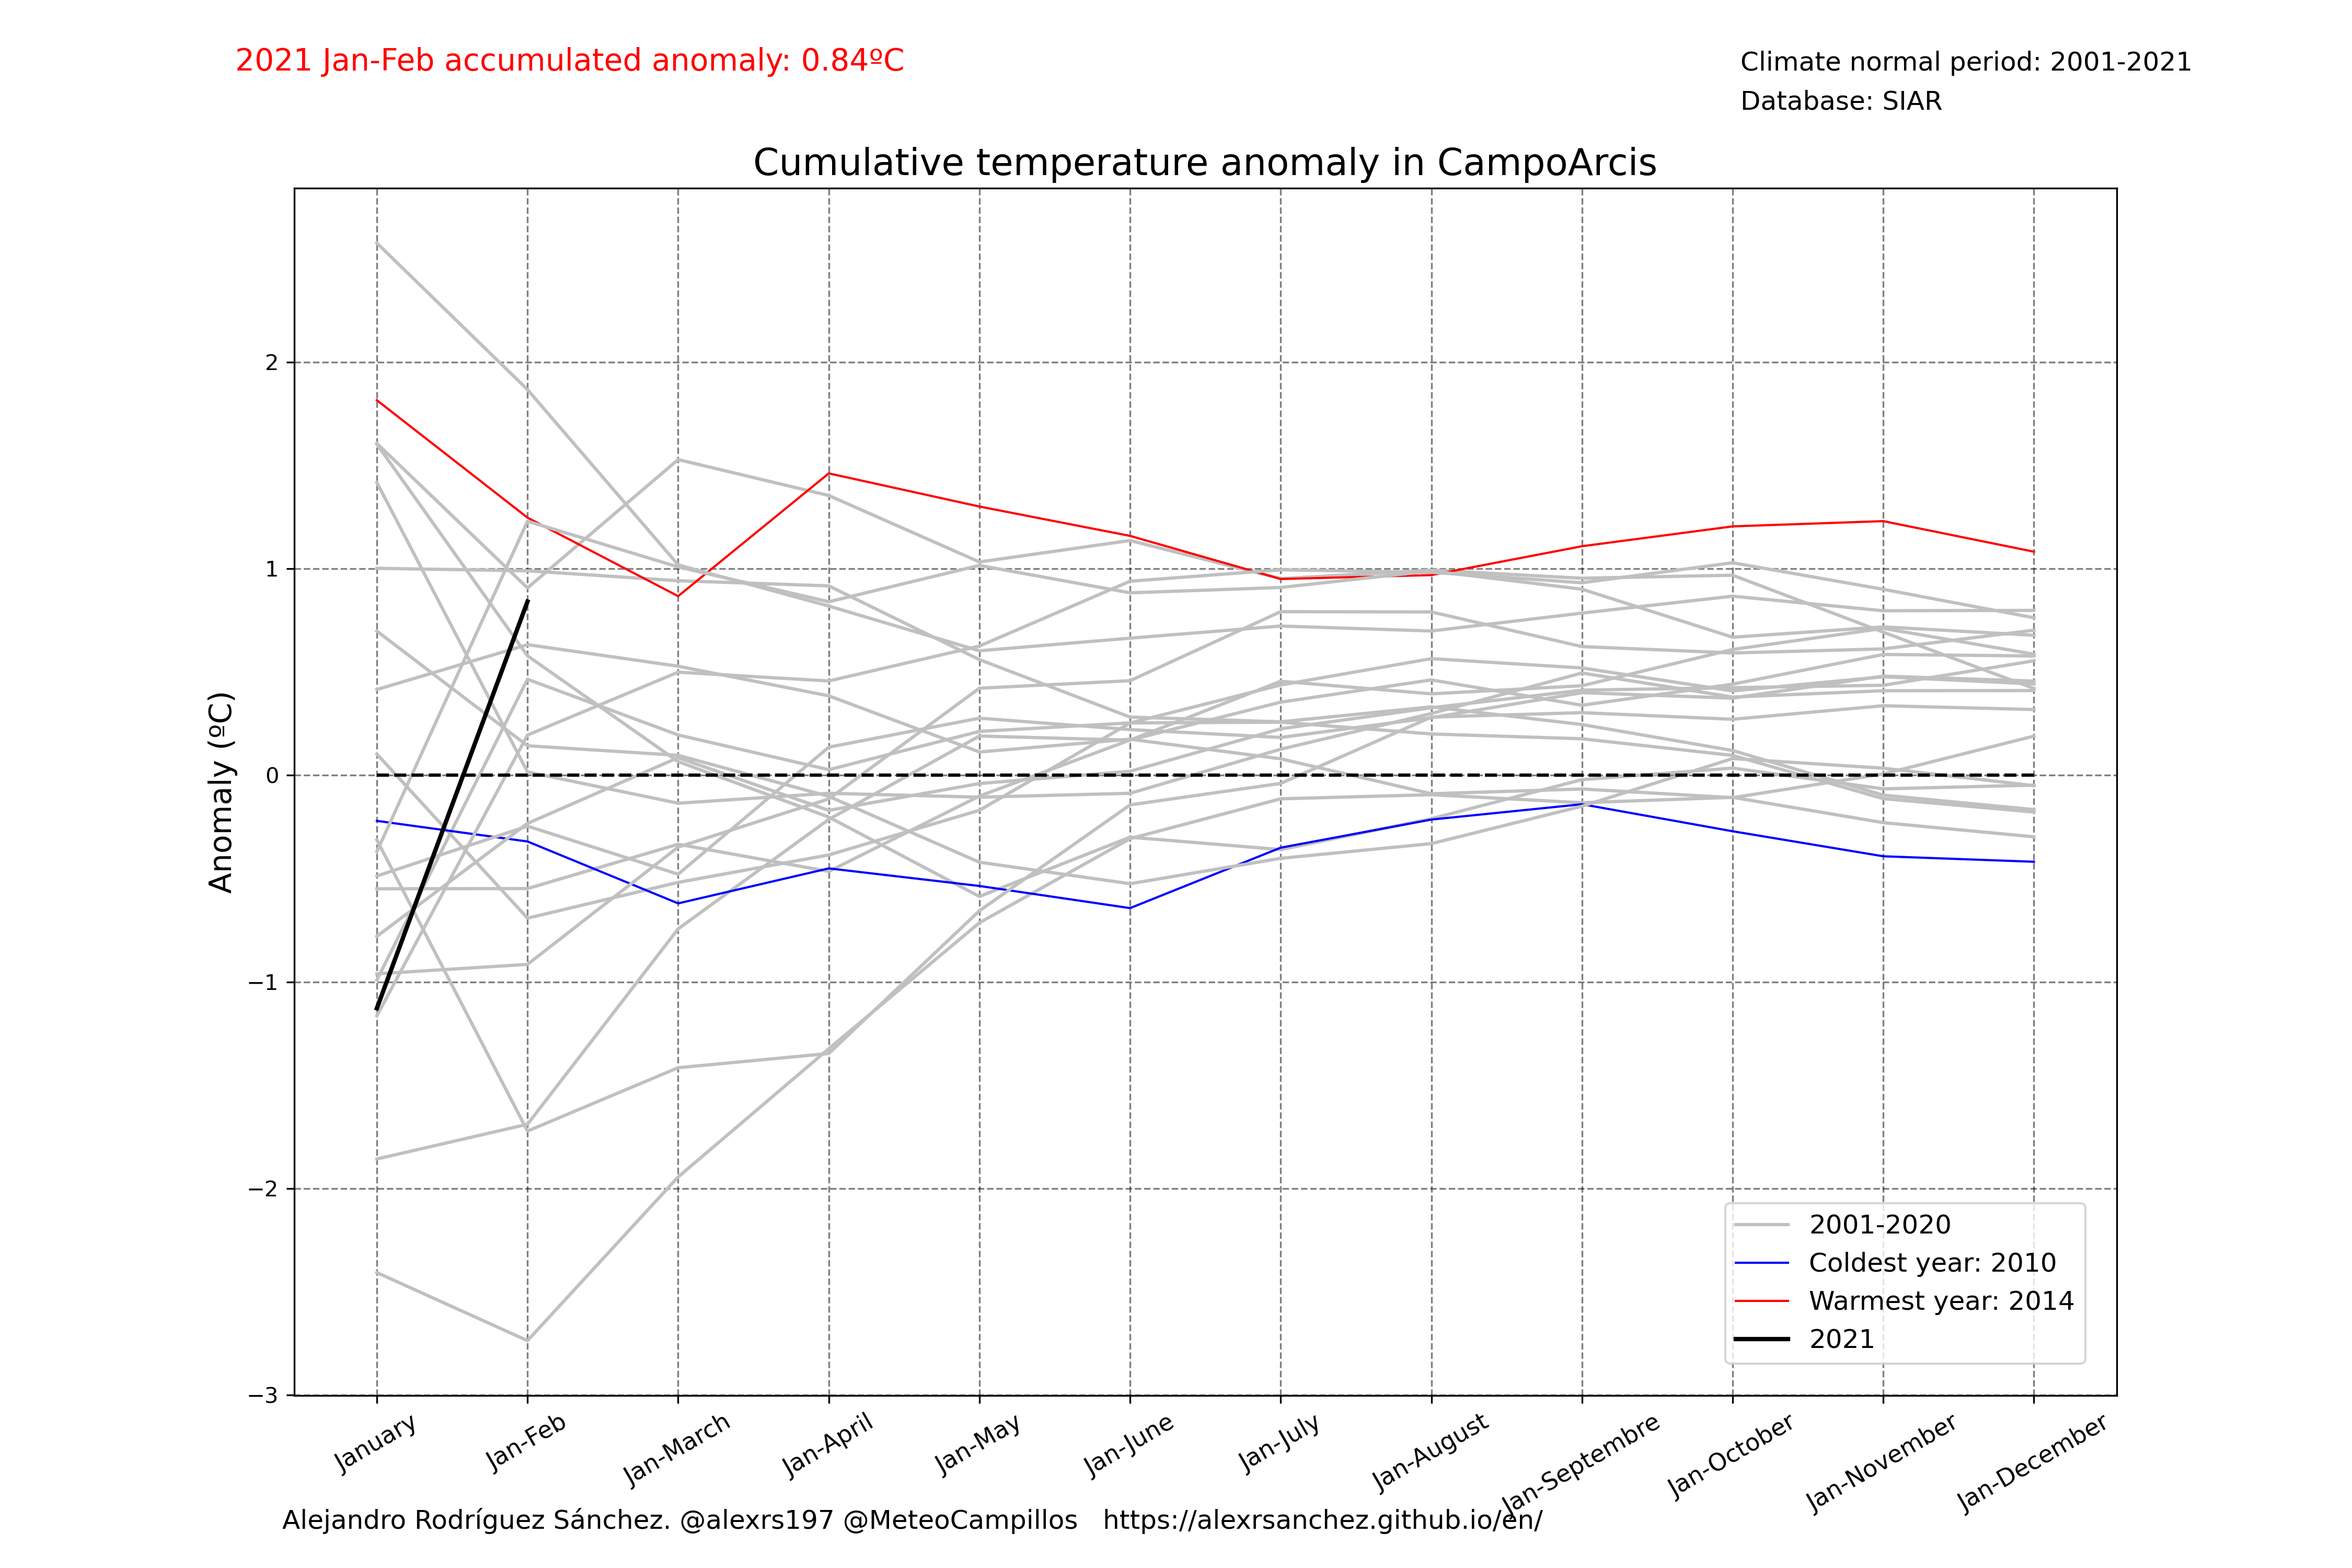 2021 Jan-Feb accumulated anomaly: 0.84ºC
Climate normal period: 2001-2021
Database: SIAR
Cumulative temperature anomaly in CampoArcis
Anomaly (ºC)
2
1
0
−1
−2
−3
2001-2020
Coldest year: 2010
Warmest year: 2014
2021
January
Jan-Feb
Jan-March
Jan-April
Jan-May
Jan-June
Jan-July
Jan-August
Jan-Septembre
Jan-October
Jan-November
Jan-December
Alejandro Rodríguez Sánchez. @alexrs197 @MeteoCampillos   https://alexrsanchez.github.io/en/